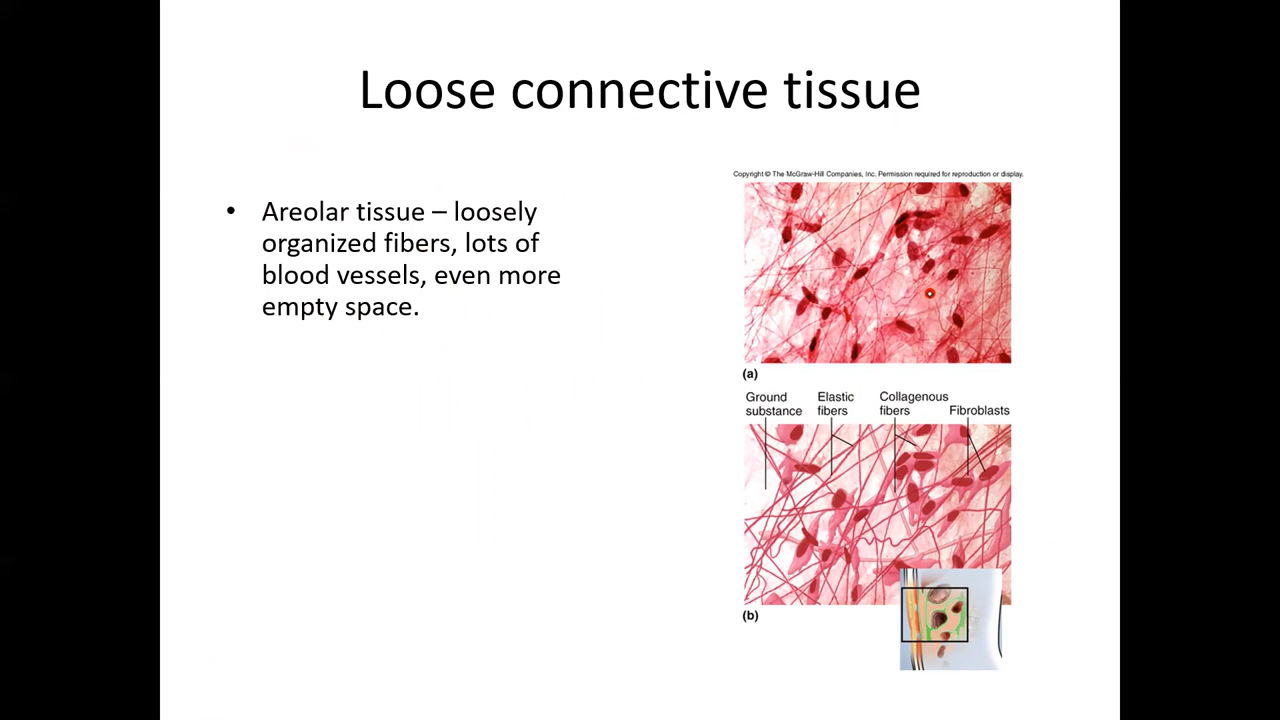 Loose connective tissue
• Areolar tissue – loosely
organized fibers, lots of
blood vessels, even more
empty space.
Copyright © The McGraw-Hill Companies, Inc. Permission required for reproduction or display.
(a)
Ground substance
Elastic fibers
Collagenous fibers
Fibroblasts
(b)